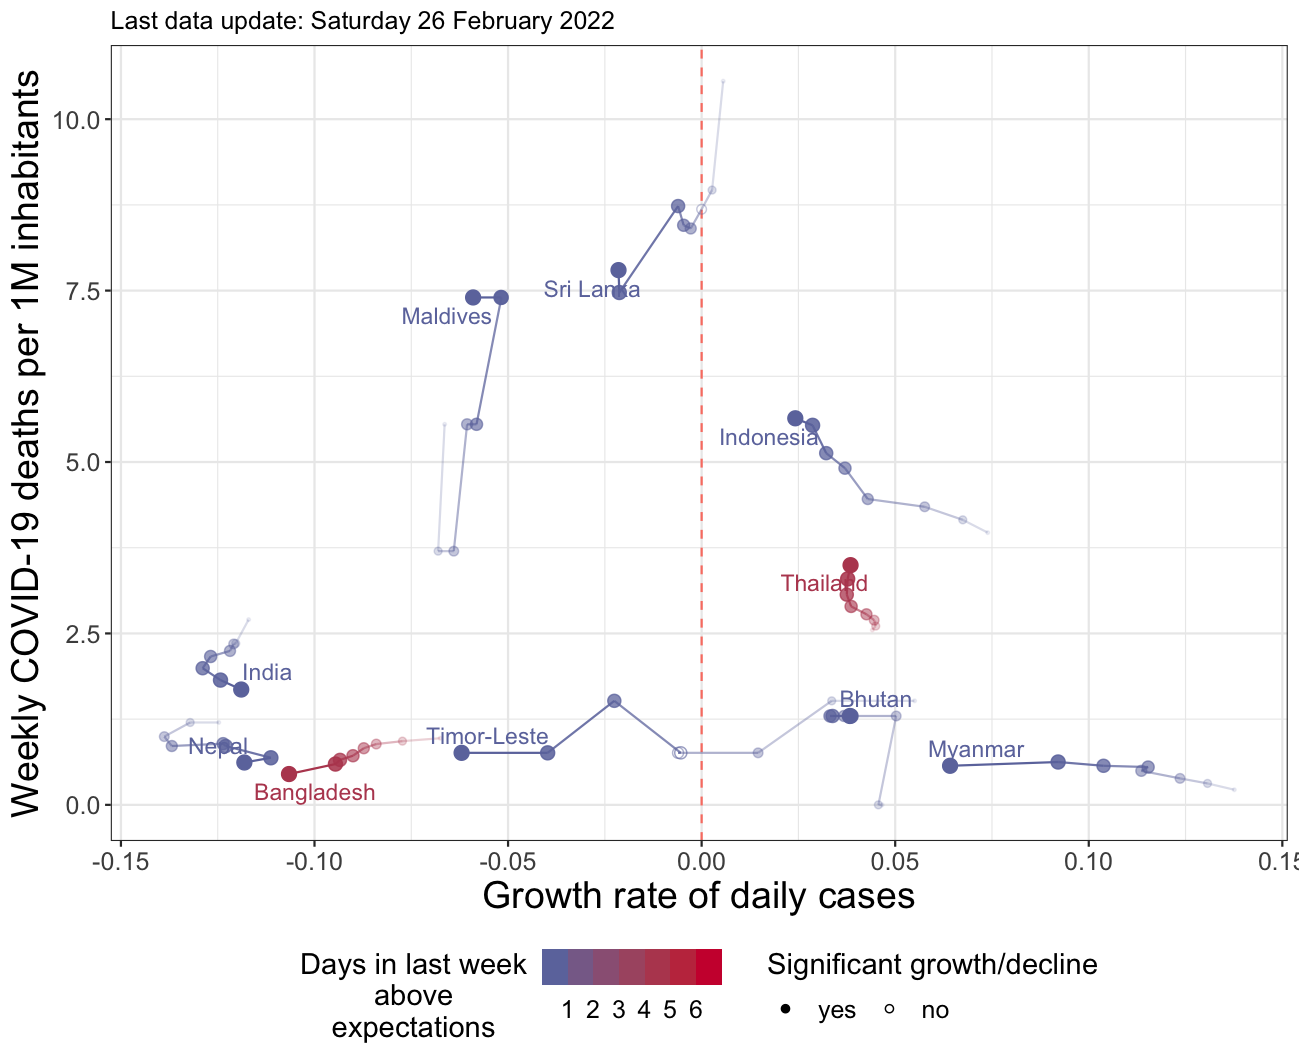 Last data update: Saturday 26 February 2022
Weekly COVID-19 deaths per 1M inhabitants
10.0
7.5
5.0
2.5
0.0
Sri Lanka
Maldives
Indonesia
Thailand
India
Bhutan
Nepal
Timor-Leste
Myanmar
Bangladesh
-0.15 -0.10 -0.05 0.00 0.05 0.10 0.15
Growth rate of daily cases
Days in last week
above
expectations
1 2 3 4 5 6
Significant growth/decline
yes no